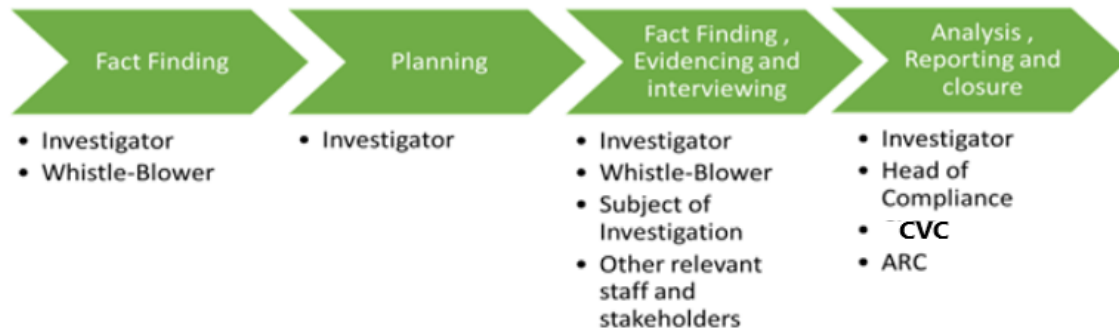 Fact Finding
Planning
Fact Finding ,
Evidencing and
interviewing
Analysis ,
Reporting and
closure
• Investigator
• Whistle-Blower
• Investigator
• Investigator
• Whistle-Blower
• Subject of
Investigation
• Other relevant
staff and
stakeholders
• Investigator
• Head of
Compliance
• CVC
• ARC